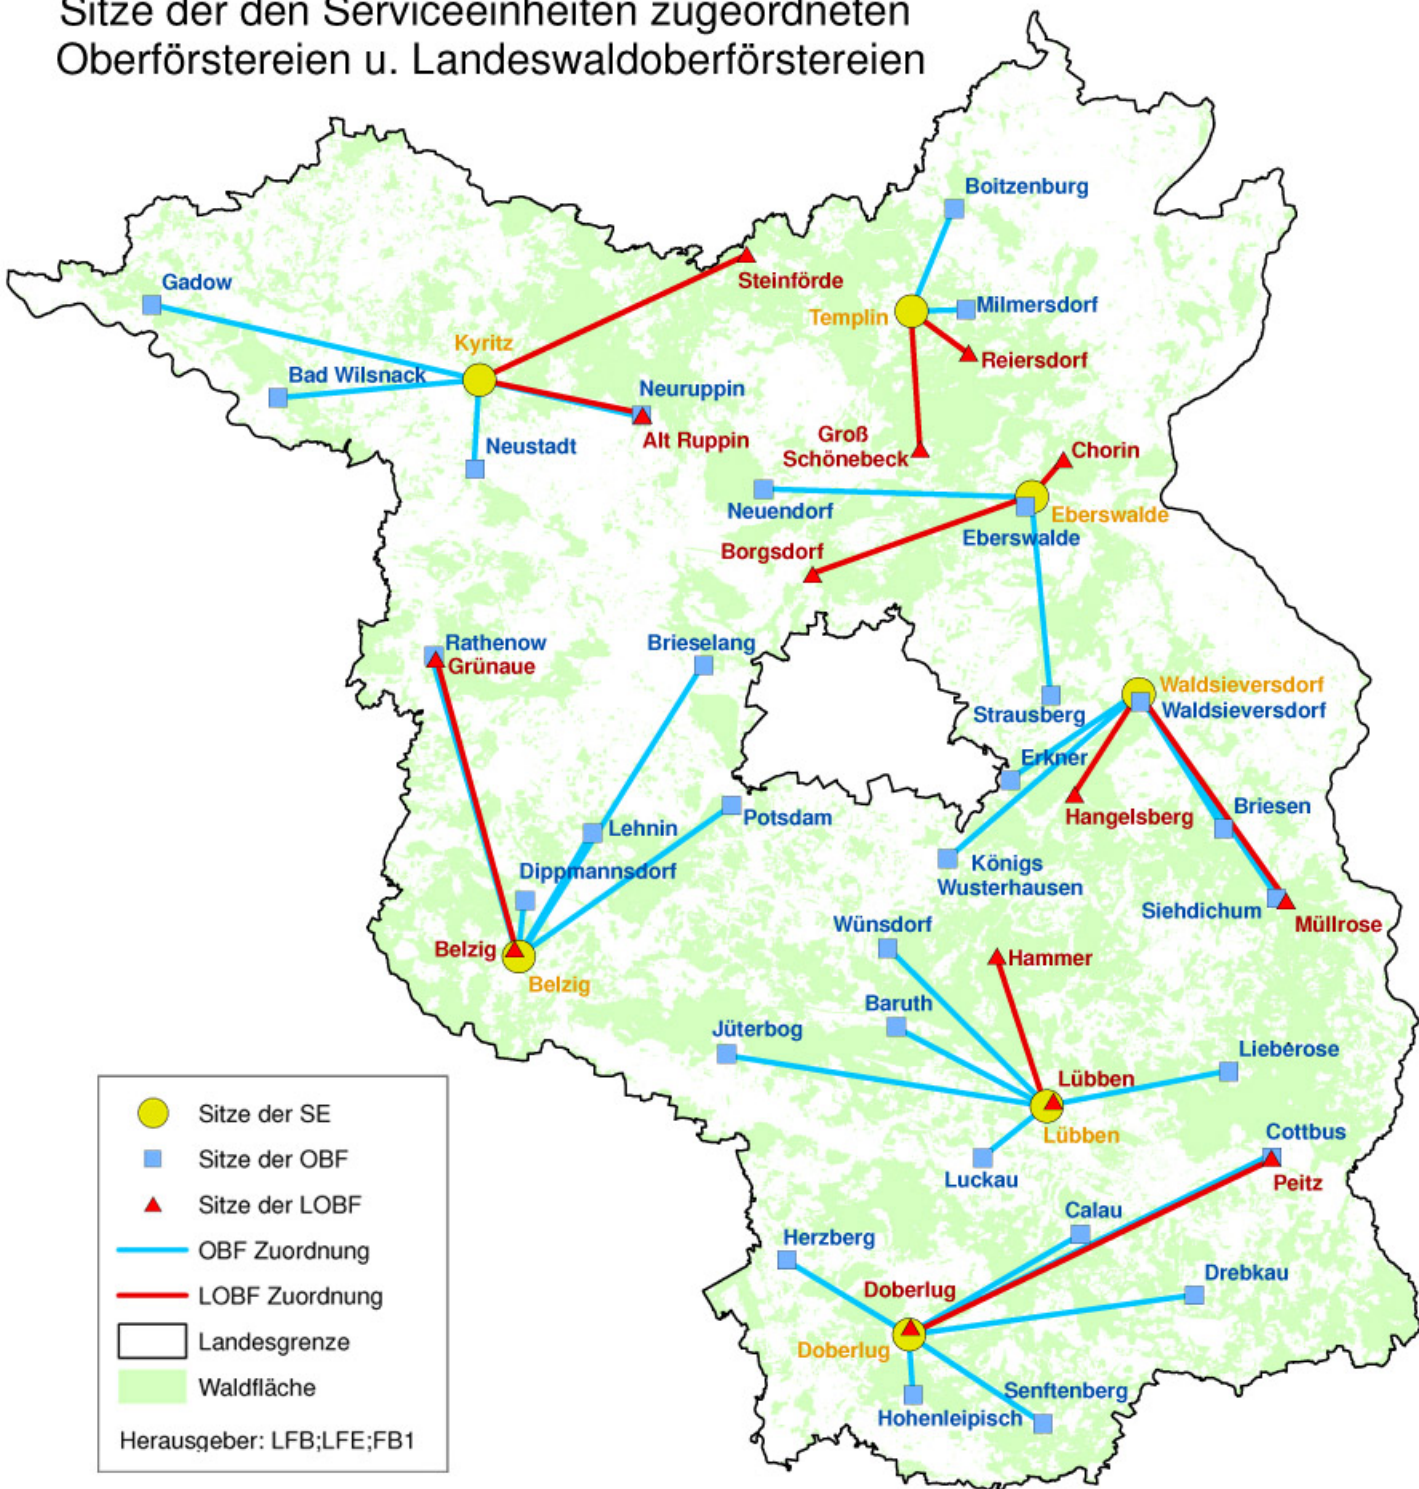 Sitze der den Serviceeinheiten zugeordneten
Oberförstereien u. Landeswaldoberförstereien
Boitzenburg
Steinförde
Gadow
Templin
Milmersdorf
Kyritz
Reiersdorf
Bad Wilsnack
Neuruppin
Alt Ruppin
Neustadt
Groß
Schönebeck
Chorin
Neuendorf
Eberswalde
Eberswalde
Borgsdorf
Rathenow
Grünaue
Brieselang
Waldsieversdorf
Waldsieversdorf
Strausberg
Erkner
Hangelsberg
Briesen
Potsdam
Lehnin
Dippmannsdorf
Königs
Wusterhausen
Siehdichum
Müllrose
Wünsdorf
Belzig
Belzig
Hammer
Baruth
Jüterbog
Lieberose
Lübben
Lübben
Luckau
Cottbus
Peitz
Calau
Herzberg
Drebkau
Doberlug
Doberlug
Senftenberg
Hohenleipisch
Sitze der SE
Sitze der OBF
Sitze der LOBF
OBF Zuordnung
LOBF Zuordnung
Landesgrenze
Waldfläche
Herausgeber: LFB;LFE;FB1